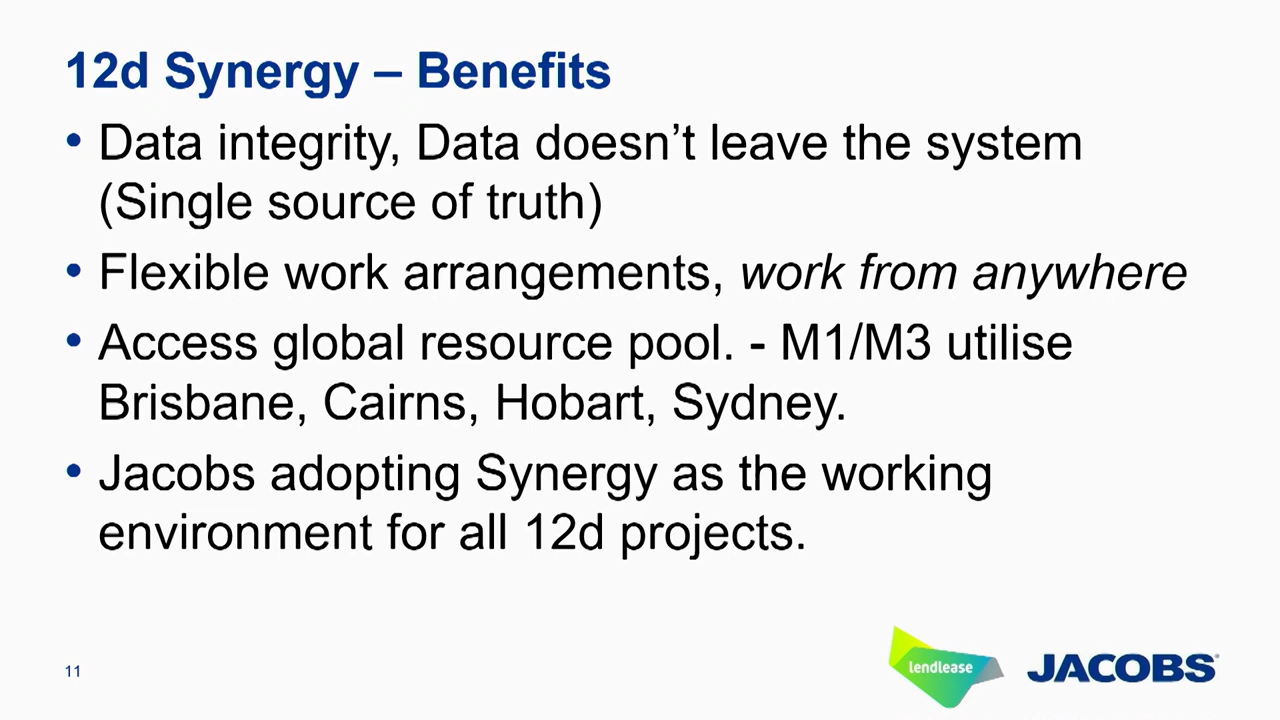 12d Synergy – Benefits
• Data integrity, Data doesn’t leave the system
(Single source of truth)
• Flexible work arrangements, work from anywhere
• Access global resource pool. - M1/M3 utilise
Brisbane, Cairns, Hobart, Sydney.
• Jacobs adopting Synergy as the working
environment for all 12d projects.
11
lendlease
JACOBS